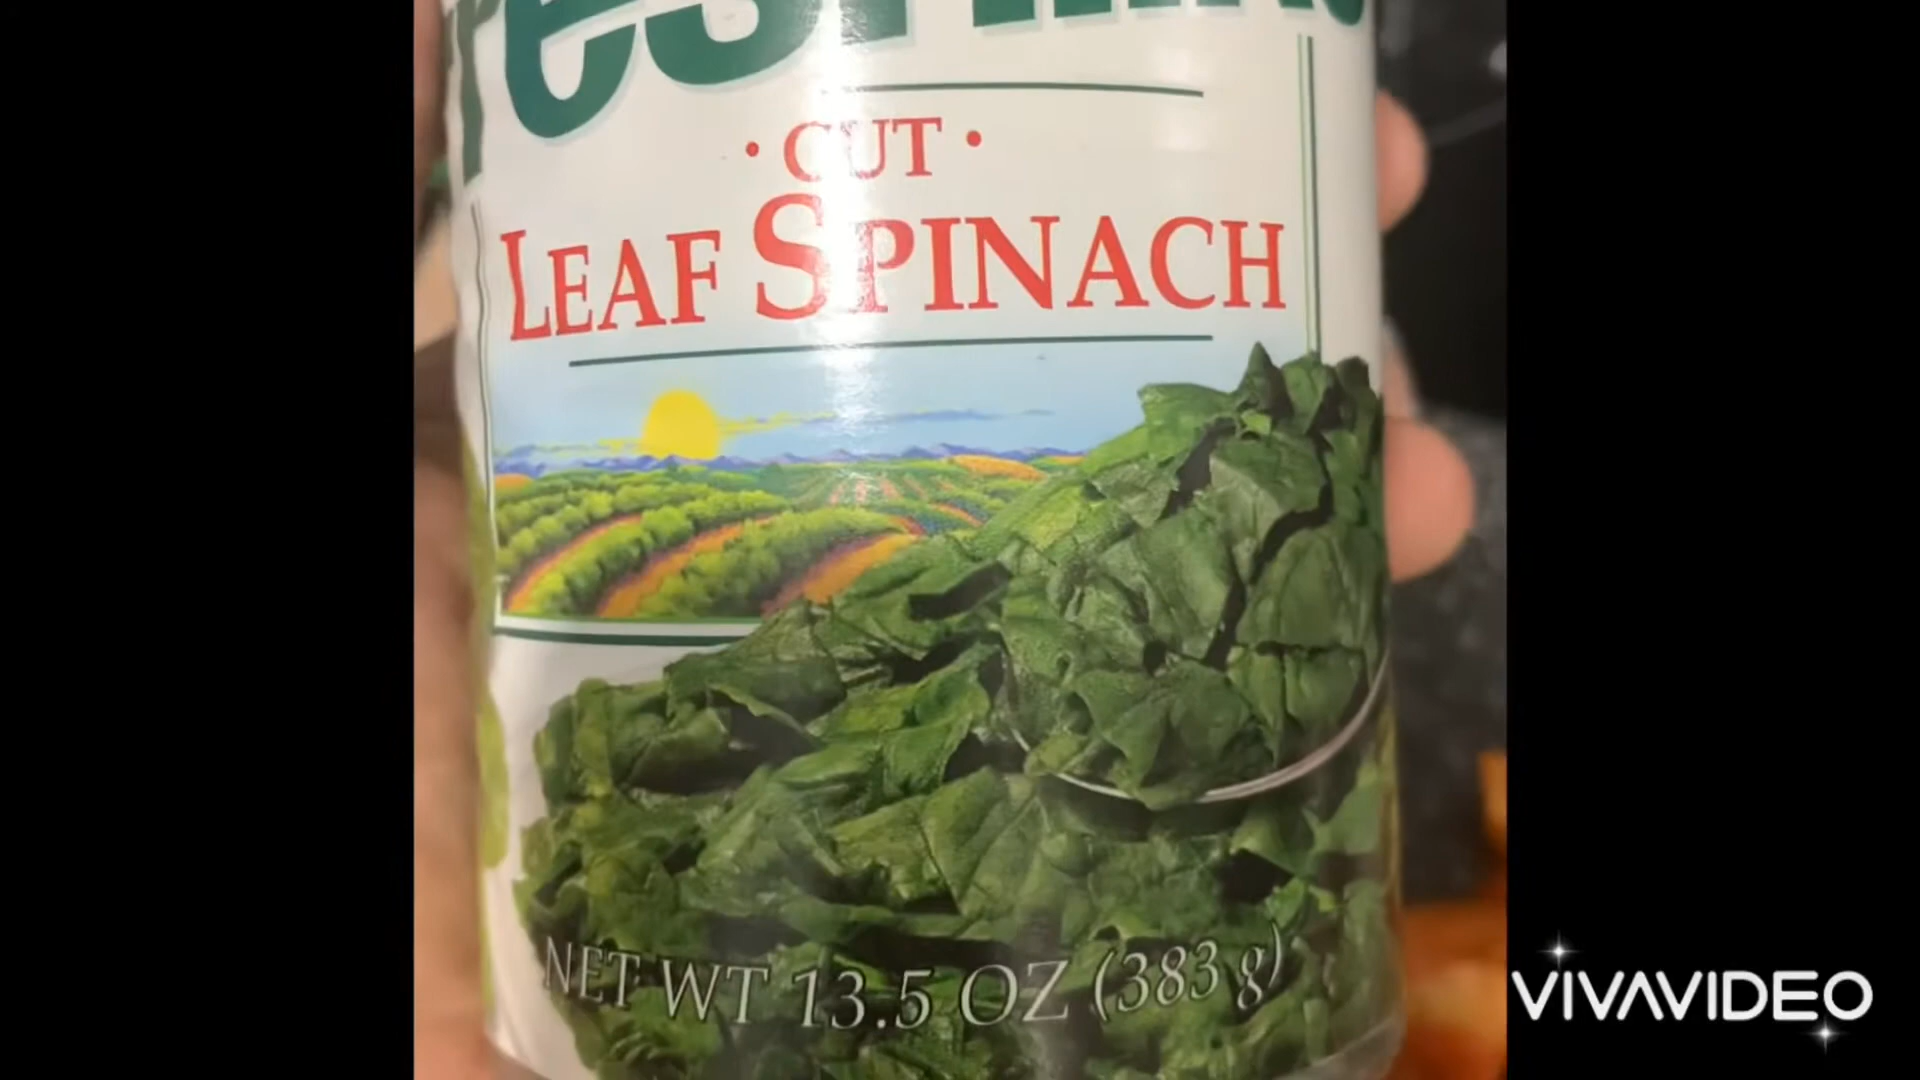 • CUT •
LEAF SPINACH
NET WT 13.5 OZ (383 g)
VIVAVIDEO